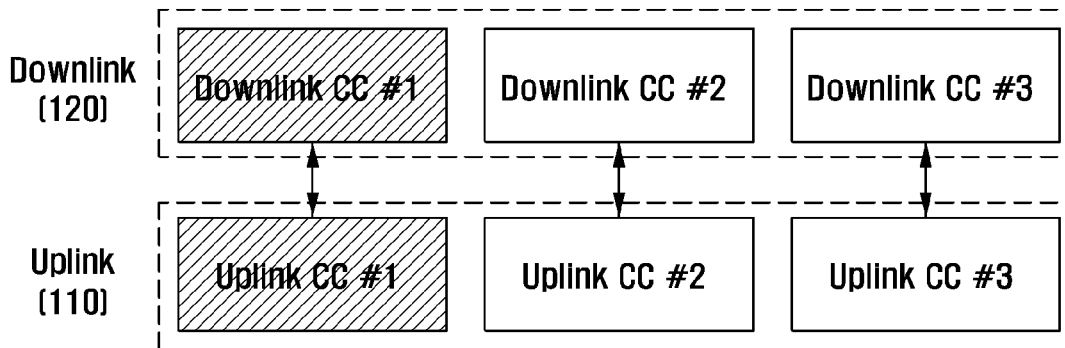 Downlink
(120)
Downlink CC #1
Downlink CC #2
Downlink CC #3
Uplink
(110)
Uplink CC #1
Uplink CC #2
Uplink CC #3